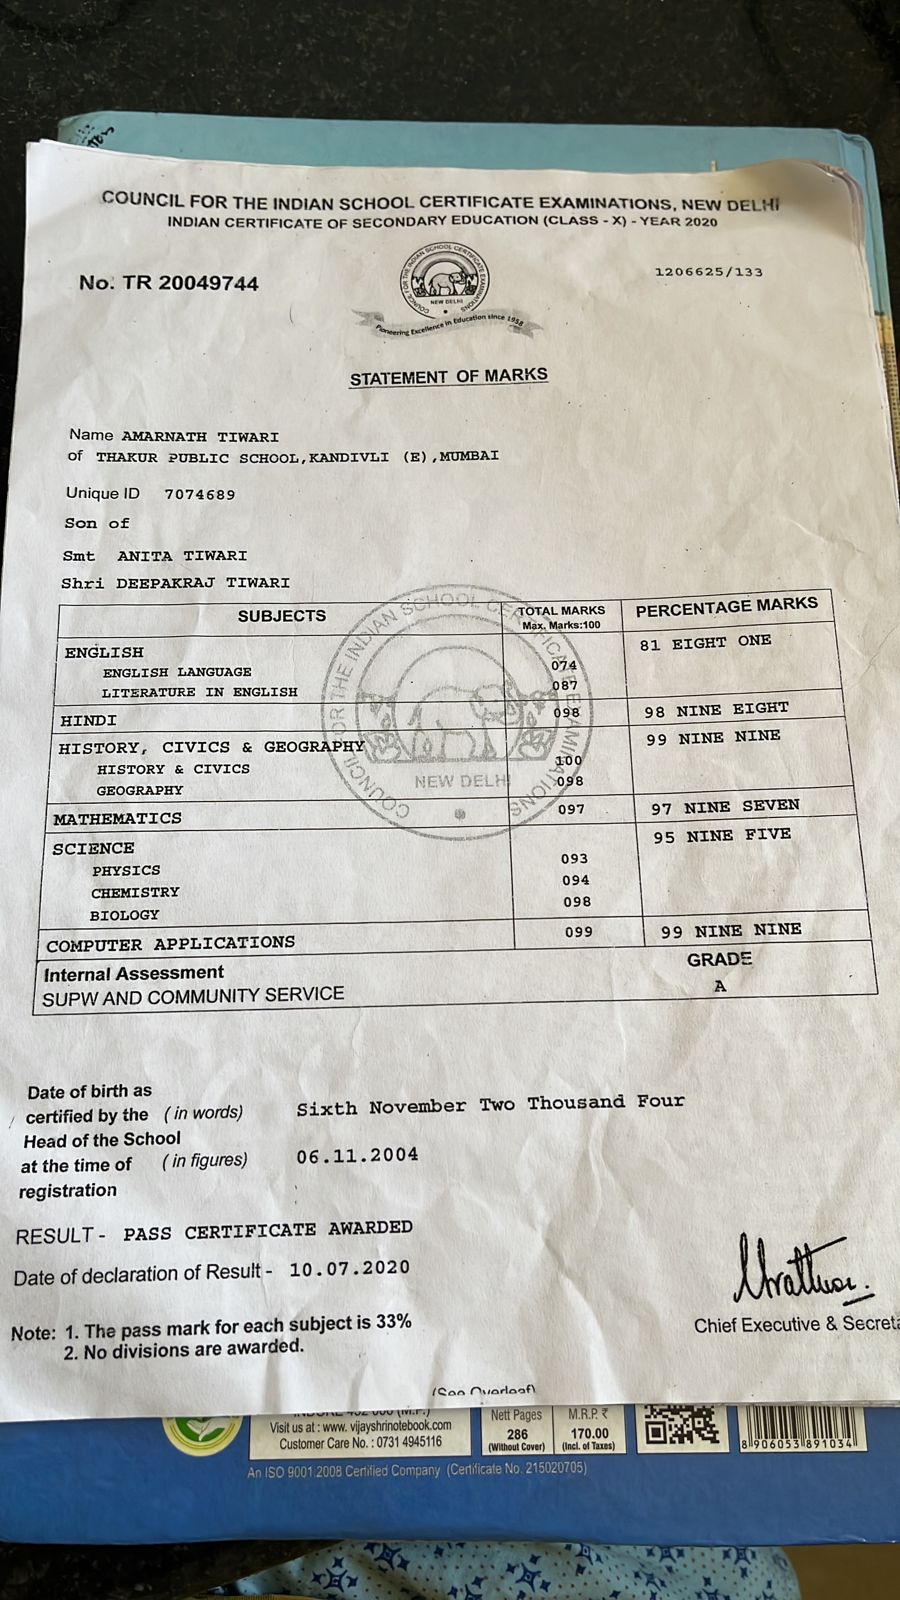 COUNCIL FOR THE INDIAN SCHOOL CERTIFICATE EXAMINATIONS, NEW DELHI
INDIAN CERTIFICATE OF SECONDARY EDUCATION (CLASS - X) - YEAR 2020
No. TR 20049744
1206625/133
COUNCIL FOR THE INDIAN SCHOOL CERTIFICATE EXAMINATIONS
NEW DELHI
Pioneering Excellence in Education since 1958
STATEMENT OF MARKS
Name AMARNATH TIWARI
of THAKUR PUBLIC SCHOOL,KANDIVLI (E),MUMBAI
Unique ID 7074689
Son of
Smt ANITA TIWARI
Shri DEEPAKRAJ TIWARI
SUBJECTS TOTAL MARKS Max. Marks:100 PERCENTAGE MARKS
ENGLISH 81 EIGHT ONE
ENGLISH LANGUAGE 074
LITERATURE IN ENGLISH 087
HINDI 098 98 NINE EIGHT
HISTORY, CIVICS & GEOGRAPHY 99 NINE NINE
HISTORY & CIVICS 100
GEOGRAPHY 098
MATHEMATICS 097 97 NINE SEVEN
SCIENCE 95 NINE FIVE
PHYSICS 093
CHEMISTRY 094
BIOLOGY 098
COMPUTER APPLICATIONS 099 99 NINE NINE
Internal Assessment GRADE
SUPW AND COMMUNITY SERVICE A
COUNCIL FOR THE INDIAN SCHOOL CERTIFICATE EXAMINATIONS
NEW DELHI
Date of birth as
certified by the (in words) Sixth November Two Thousand Four
Head of the School
at the time of (in figures) 06.11.2004
registration
RESULT - PASS CERTIFICATE AWARDED
Date of declaration of Result - 10.07.2020
Note: 1. The pass mark for each subject is 33%
2. No divisions are awarded.
Chief Executive & Secreta
(See Overleaf)
Visit us at : www. vijayshrinotebook.com
Customer Care No. : 0731 4945116
Nett Pages
286
(Without Cover)
M.R.P. ₹
170.00
(Incl. of Taxes)
8 906053 891034
An ISO 9001:2008 Certified Company (Certificate No. 215020705)